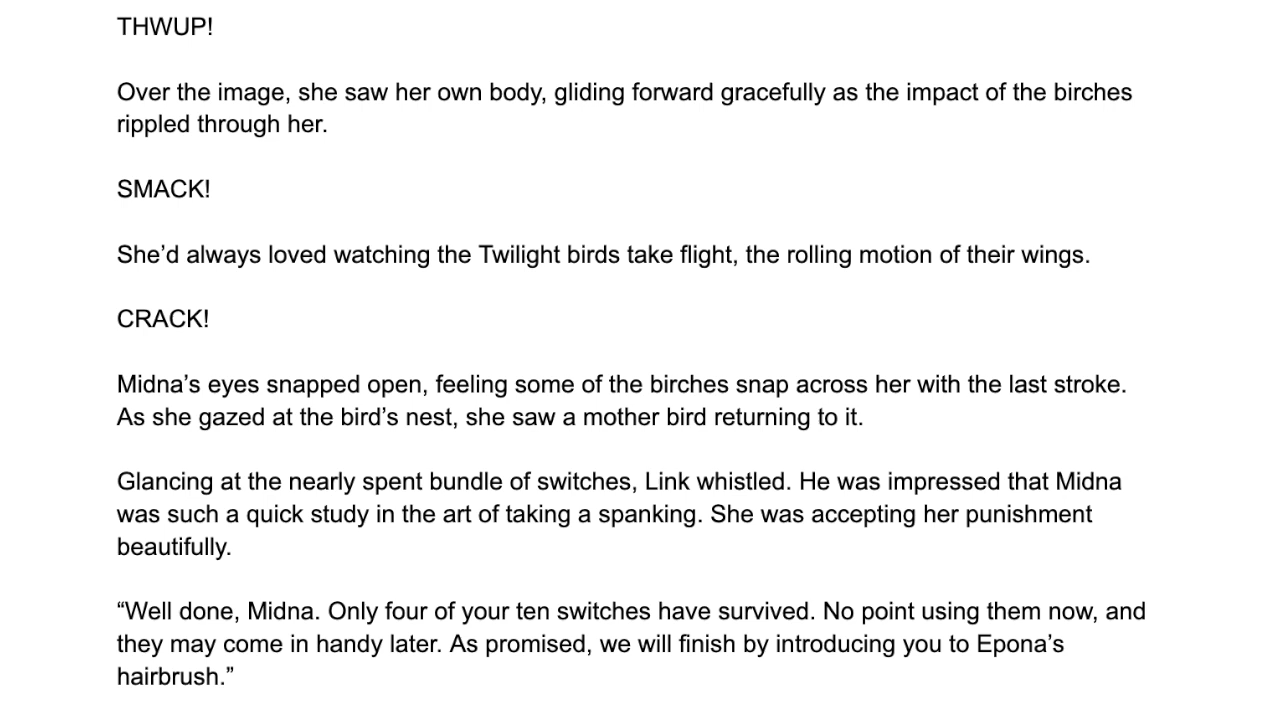 THWUP!
Over the image, she saw her own body, gliding forward gracefully as the impact of the birches
rippled through her.
SMACK!
She’d always loved watching the Twilight birds take flight, the rolling motion of their wings.
CRACK!
Midna’s eyes snapped open, feeling some of the birches snap across her with the last stroke.
As she gazed at the bird’s nest, she saw a mother bird returning to it.
Glancing at the nearly spent bundle of switches, Link whistled. He was impressed that Midna
was such a quick study in the art of taking a spanking. She was accepting her punishment
beautifully.
“Well done, Midna. Only four of your ten switches have survived. No point using them now, and
they may come in handy later. As promised, we will finish by introducing you to Epona’s
hairbrush.”